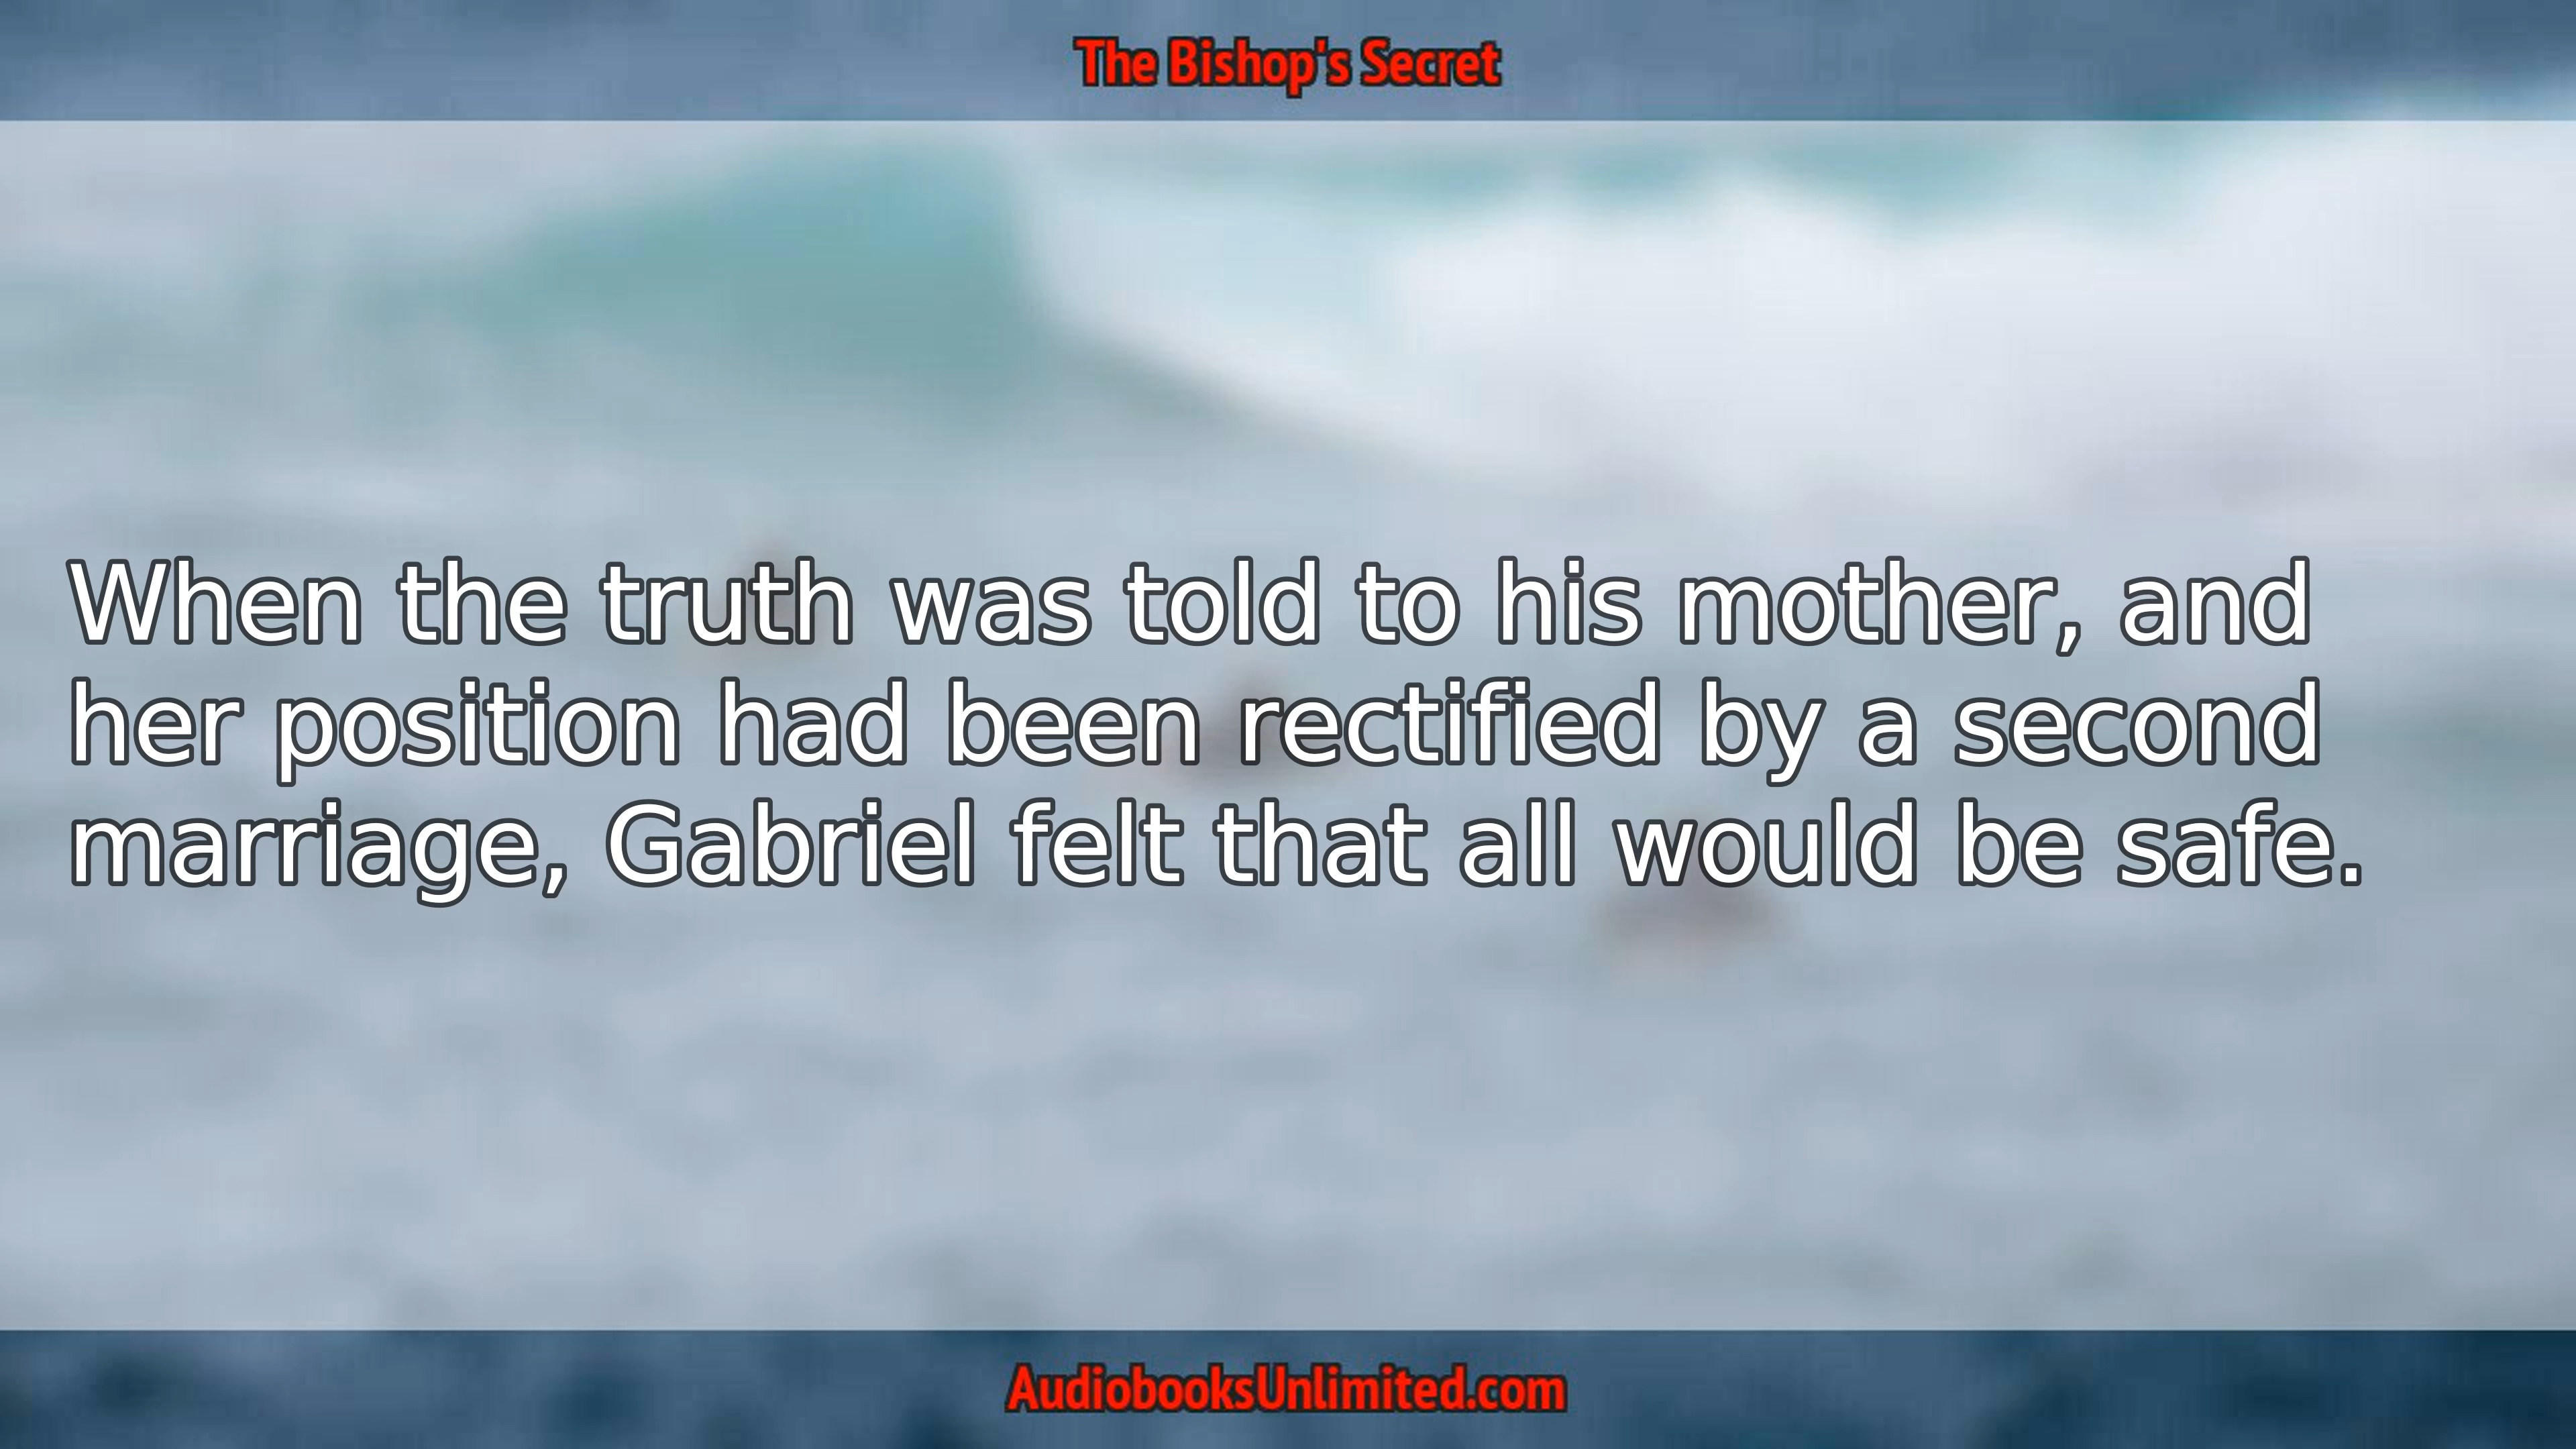 The Bishop's Secret
When the truth was told to his mother, and
her position had been rectified by a second
marriage, Gabriel felt that all would be safe.
AudiobooksUnlimited.com